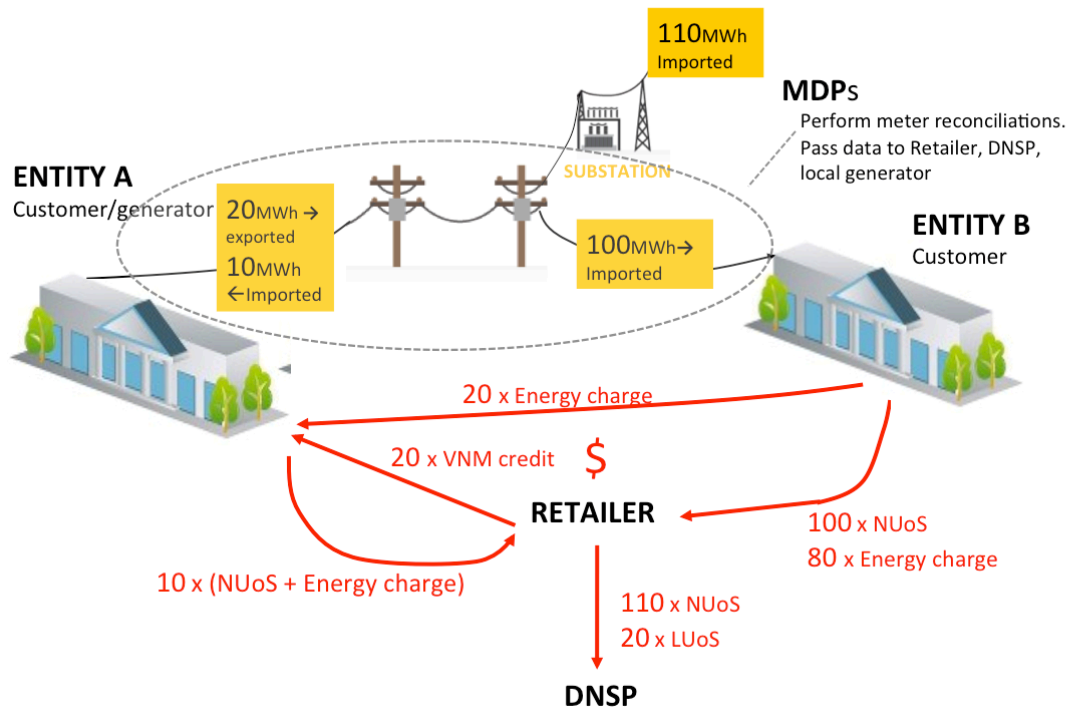 110MWh
Imported
MDPs
Perform meter reconciliations.
Pass data to Retailer, DNSP,
local generator
SUBSTATION
ENTITY A
Customer/generator
20MWh →
exported
10MWh
←Imported
100MWh→
Imported
ENTITY B
Customer
20 x Energy charge
20 x VNM credit
$
RETAILER
100 x NUoS
80 x Energy charge
10 x (NUoS + Energy charge)
110 x NUoS
20 x LUoS
DNSP